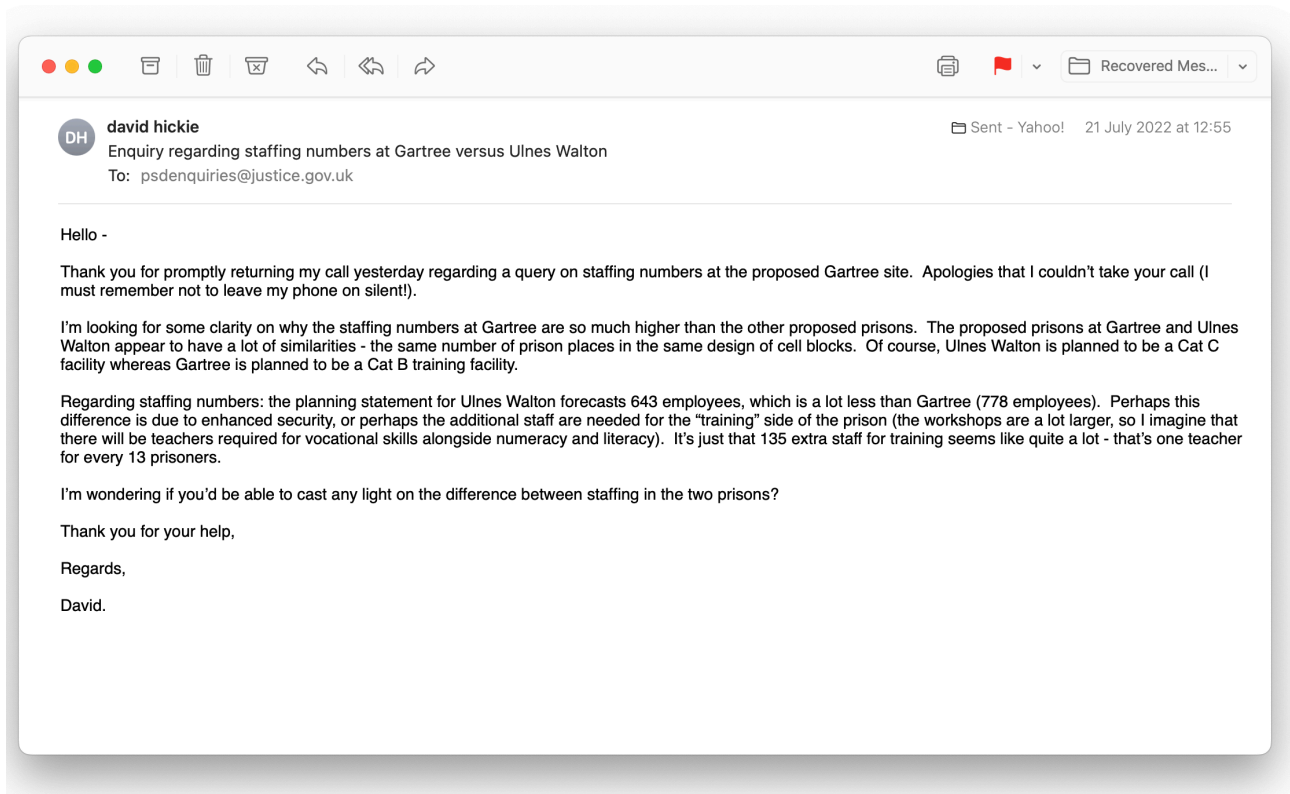 Recovered Mes...
DH
david hickie
Sent - Yahoo!
21 July 2022 at 12:55
Enquiry regarding staffing numbers at Gartree versus Ulnes Walton
To: psdenquiries@justice.gov.uk
Hello -
Thank you for promptly returning my call yesterday regarding a query on staffing numbers at the proposed Gartree site.  Apologies that I couldn't take your call (I
must remember not to leave my phone on silent!).
I'm looking for some clarity on why the staffing numbers at Gartree are so much higher than the other proposed prisons.  The proposed prisons at Gartree and Ulnes
Walton appear to have a lot of similarities - the same number of prison places in the same design of cell blocks.  Of course, Ulnes Walton is planned to be a Cat C
facility whereas Gartree is planned to be a Cat B training facility.
Regarding staffing numbers: the planning statement for Ulnes Walton forecasts 643 employees, which is a lot less than Gartree (778 employees).  Perhaps this
difference is due to enhanced security, or perhaps the additional staff are needed for the “training” side of the prison (the workshops are a lot larger, so I imagine that
there will be teachers required for vocational skills alongside numeracy and literacy).  It's just that 135 extra staff for training seems like quite a lot - that's one teacher
for every 13 prisoners.
I'm wondering if you'd be able to cast any light on the difference between staffing in the two prisons?
Thank you for your help,
Regards,
David.